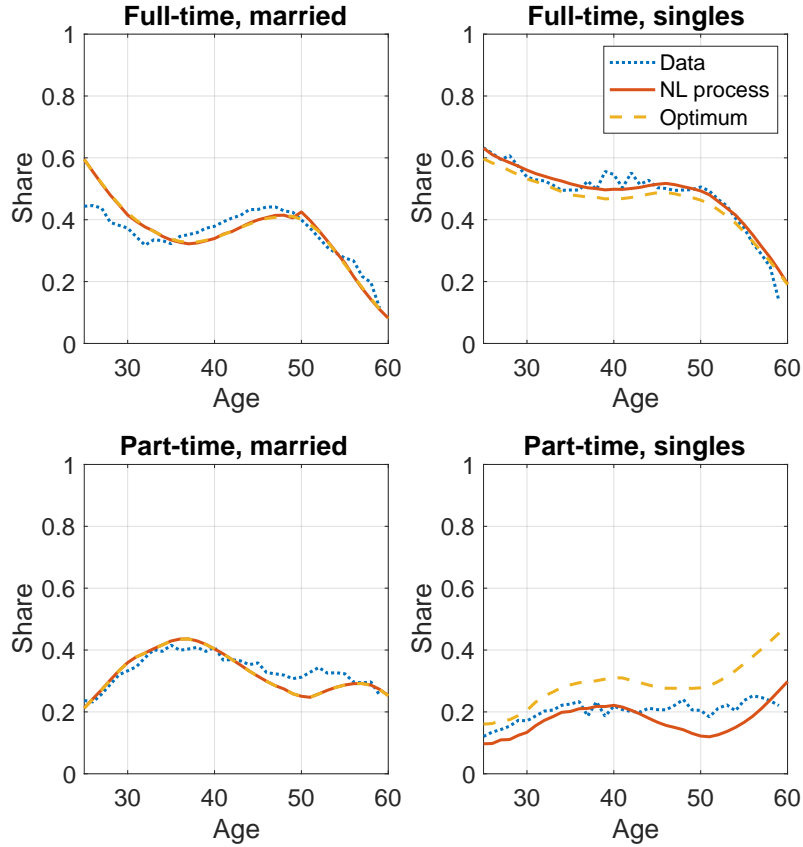 Full-time, married
1
0.8
0.6
0.4
0.2
0
Share
30
40
50
60
Age
Full-time, singles
Data
NL process
Optimum
1
0.8
0.6
0.4
0.2
0
Share
30
40
50
60
Age
Part-time, married
1
0.8
0.6
0.4
0.2
0
Share
30
40
50
60
Age
Part-time, singles
1
0.8
0.6
0.4
0.2
0
Share
30
40
50
60
Age